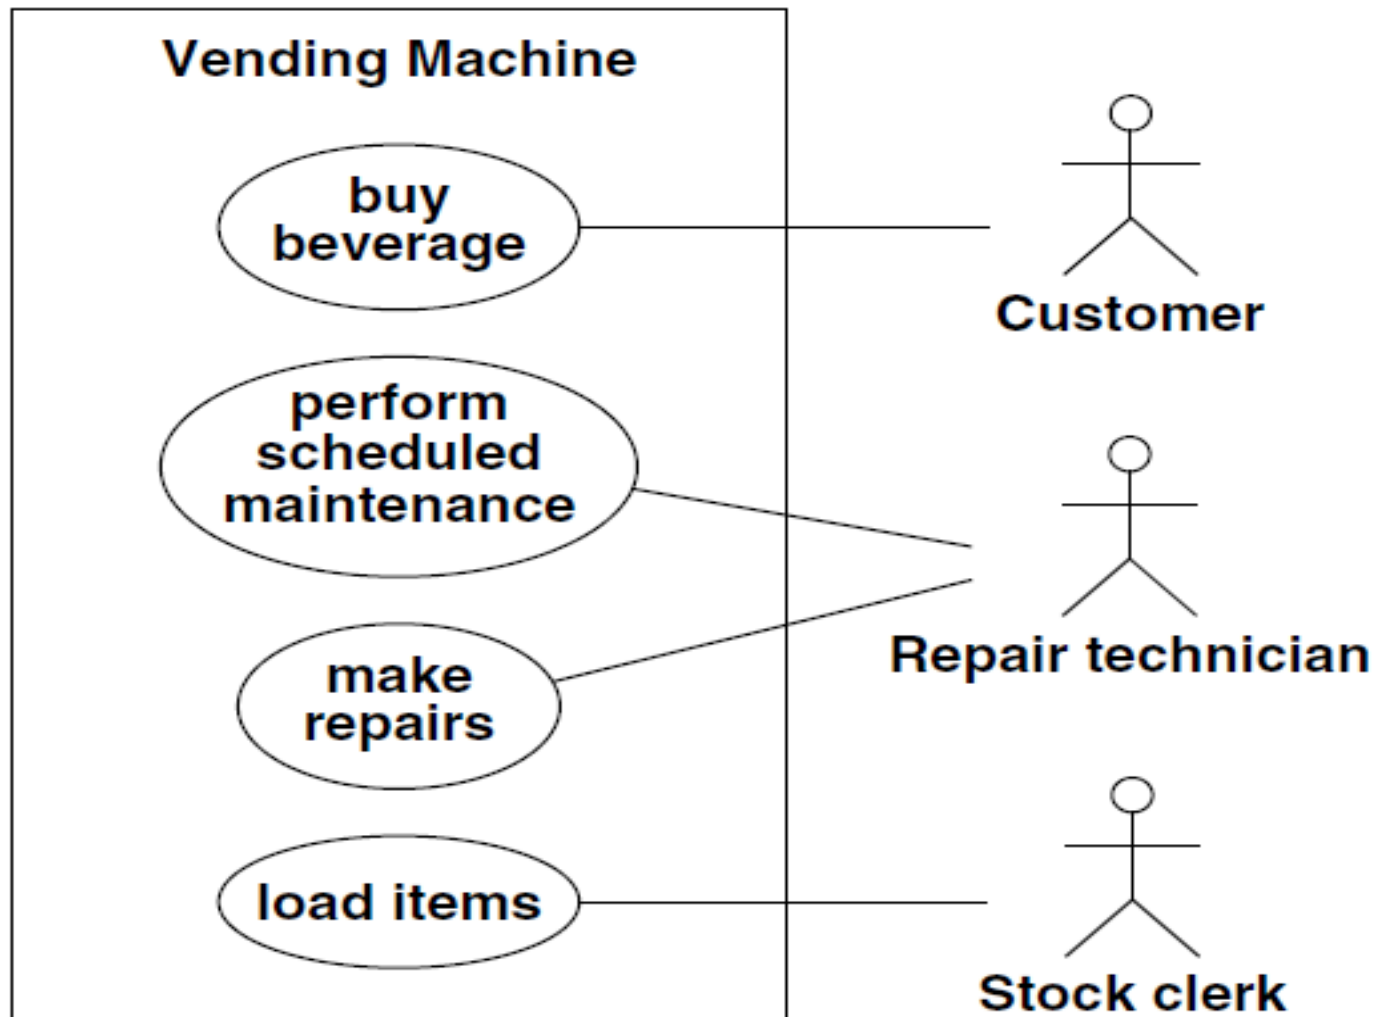 Vending Machine
buy
beverage
Customer
perform
scheduled
maintenance
Repair technician
make
repairs
load items
Stock clerk